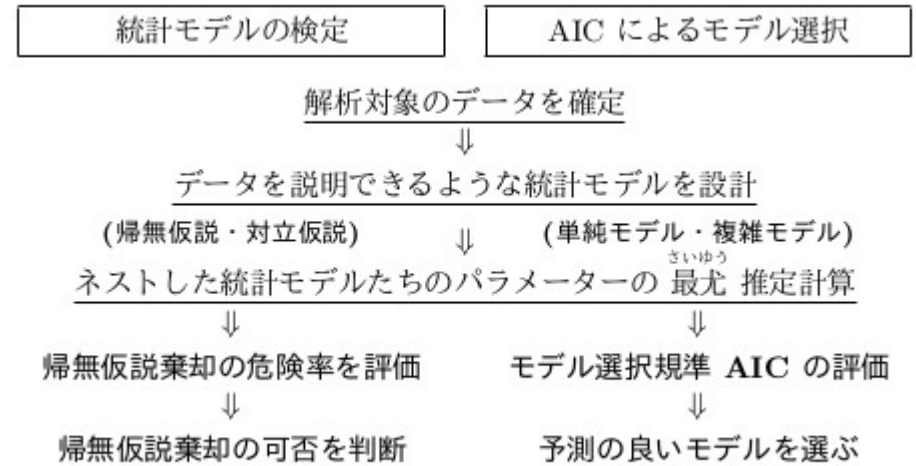 統計モデルの検定
AIC によるモデル選択
解析対象のデータを確定
⇓
データを説明できるような統計モデルを設計
(帰無仮説・対立仮説) ⇓ (単純モデル・複雑モデル)
さいゆう
ネストした統計モデルたちのパラメーターの 最尤 推定計算
⇓ ⇓
帰無仮説棄却の危険率を評価
モデル選択規準 AIC の評価
⇓ ⇓
帰無仮説棄却の可否を判断
予測の良いモデルを選ぶ